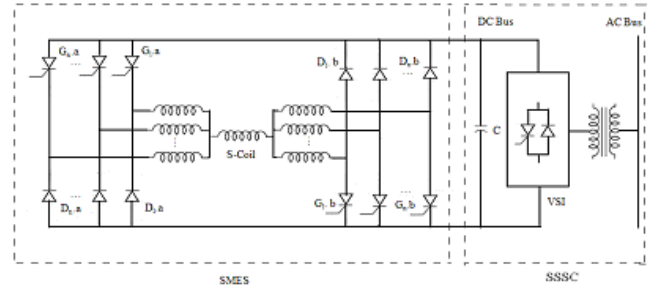 DC Bus
AC Bus
Gn.a
...
G1.a
D1.b
...
Dn.b
S-Coil
C
Dn.a
...
D1.a
G1.b
...
Gn.b
VSI
SMES
SSSC